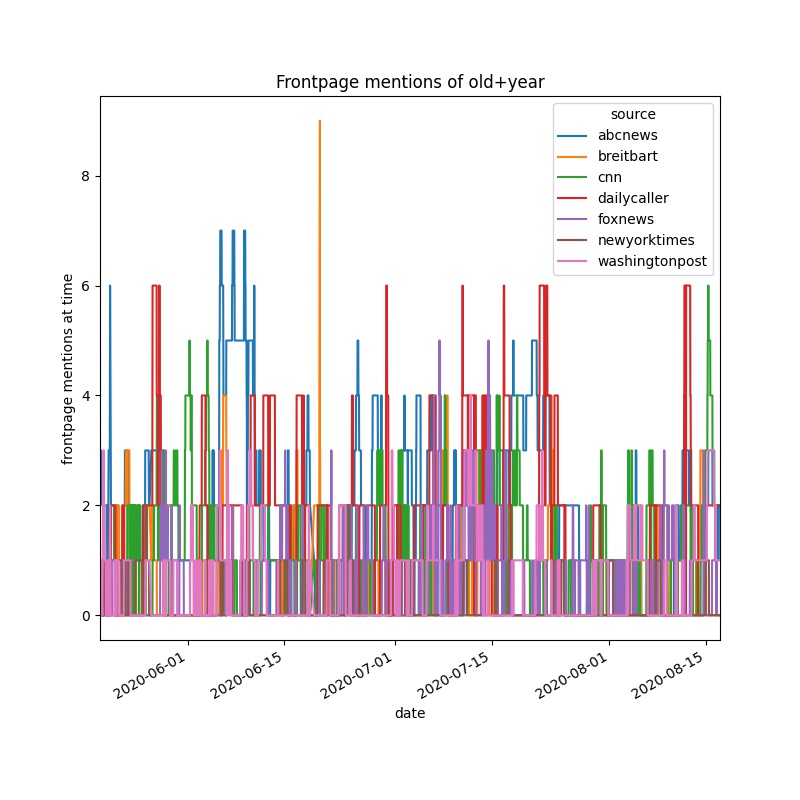 Frontpage mentions of old+year
source
abcnews
breitbart
cnn
dailycaller
foxnews
newyorktimes
washingtonpost
frontpage mentions at time
8
6
4
2
0
2020-06-01
2020-06-15
2020-07-01
2020-07-15
2020-08-01
2020-08-15
date